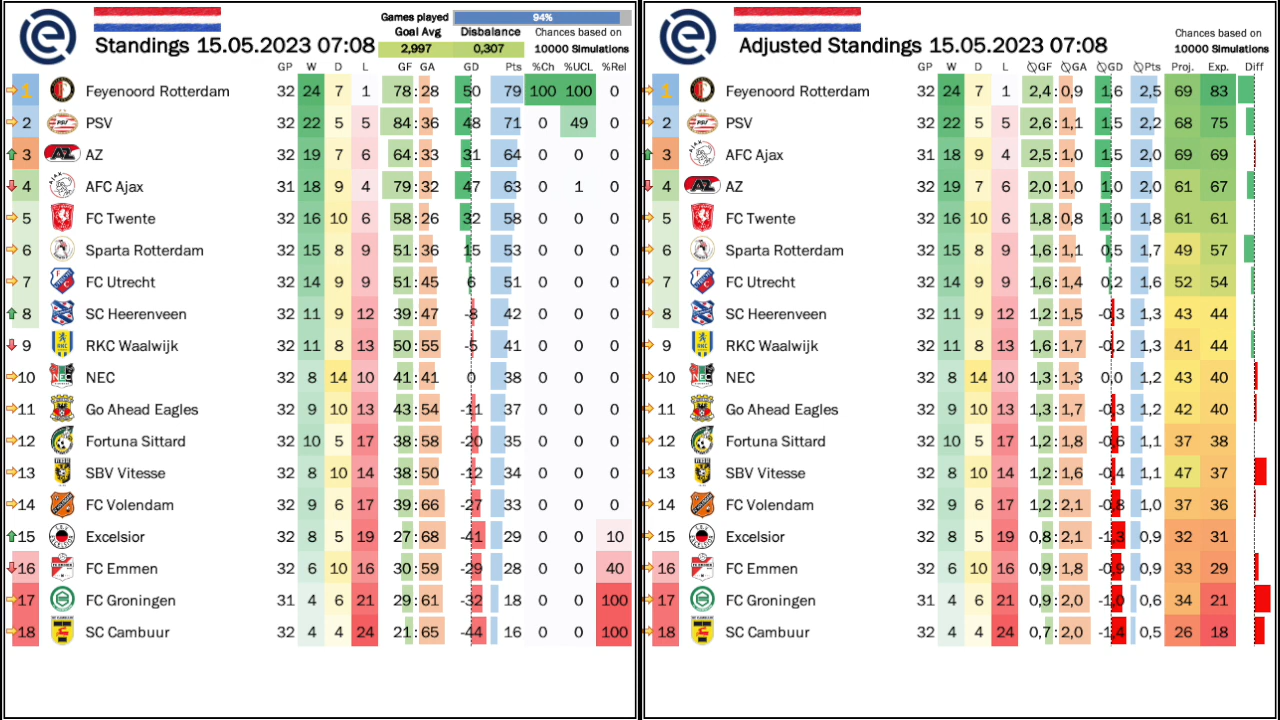 Games played 94%
Goal Avg Disbalance Chances based on
Standings 15.05.2023 07:08 2,997 0,307 10000 Simulations
GP W D L GF GA GD Pts %Ch %UCL %Rel
1 Feyenoord Rotterdam 32 24 7 1 78 : 28 50 79 100 100 0
2 PSV 32 22 5 5 84 : 36 48 71 0 49 0
3 AZ 32 19 7 6 64 : 33 31 64 0 0 0
4 AFC Ajax 31 18 9 4 79 : 32 47 63 0 1 0
5 FC Twente 32 16 10 6 58 : 26 32 58 0 0 0
6 Sparta Rotterdam 32 15 8 9 51 : 36 15 53 0 0 0
7 FC Utrecht 32 14 9 9 51 : 45 6 51 0 0 0
8 SC Heerenveen 32 11 9 12 39 : 47 -8 42 0 0 0
9 RKC Waalwijk 32 11 8 13 50 : 55 -5 41 0 0 0
10 NEC 32 8 14 10 41 : 41 0 38 0 0 0
11 Go Ahead Eagles 32 9 10 13 43 : 54 -11 37 0 0 0
12 Fortuna Sittard 32 10 5 17 38 : 58 -20 35 0 0 0
13 SBV Vitesse 32 8 10 14 38 : 50 -12 34 0 0 0
14 FC Volendam 32 9 6 17 39 : 66 -27 33 0 0 0
15 Excelsior 32 8 5 19 27 : 68 -41 29 0 0 10
16 FC Emmen 32 6 10 16 30 : 59 -29 28 0 0 40
17 FC Groningen 31 4 6 21 29 : 61 -32 18 0 0 100
18 SC Cambuur 32 4 4 24 21 : 65 -44 16 0 0 100
Chances based on
Adjusted Standings 15.05.2023 07:08 10000 Simulations
GP W D L ∅GF ∅GA ∅GD ∅Pts Proj. Exp. Diff
1 Feyenoord Rotterdam 32 24 7 1 2,4 : 0,9 1,6 2,5 69 83
2 PSV 32 22 5 5 2,6 : 1,1 1,5 2,2 68 75
3 AFC Ajax 31 18 9 4 2,5 : 1,0 1,5 2,0 69 69
4 AZ 32 19 7 6 2,0 : 1,0 1,0 2,0 61 67
5 FC Twente 32 16 10 6 1,8 : 0,8 1,0 1,8 61 61
6 Sparta Rotterdam 32 15 8 9 1,6 : 1,1 0,5 1,7 49 57
7 FC Utrecht 32 14 9 9 1,6 : 1,4 0,2 1,6 52 54
8 SC Heerenveen 32 11 9 12 1,2 : 1,5 -0,3 1,3 43 44
9 RKC Waalwijk 32 11 8 13 1,6 : 1,7 -0,2 1,3 41 44
10 NEC 32 8 14 10 1,3 : 1,3 0,0 1,2 43 40
11 Go Ahead Eagles 32 9 10 13 1,3 : 1,7 -0,3 1,2 42 40
12 Fortuna Sittard 32 10 5 17 1,2 : 1,8 -0,6 1,1 37 38
13 SBV Vitesse 32 8 10 14 1,2 : 1,6 -0,4 1,1 47 37
14 FC Volendam 32 9 6 17 1,2 : 2,1 -0,8 1,0 37 36
15 Excelsior 32 8 5 19 0,8 : 2,1 -1,3 0,9 32 31
16 FC Emmen 32 6 10 16 0,9 : 1,8 -0,9 0,9 33 29
17 FC Groningen 31 4 6 21 0,9 : 2,0 -1,0 0,6 34 21
18 SC Cambuur 32 4 4 24 0,7 : 2,0 -1,4 0,5 26 18